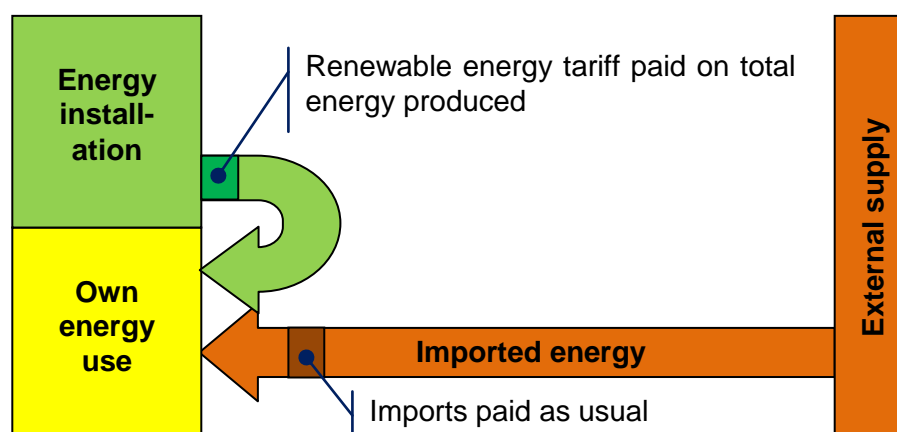 Energy
install-
ation
Renewable energy tariff paid on total
energy produced
Own
energy
use
Imported energy
Imports paid as usual
External supply